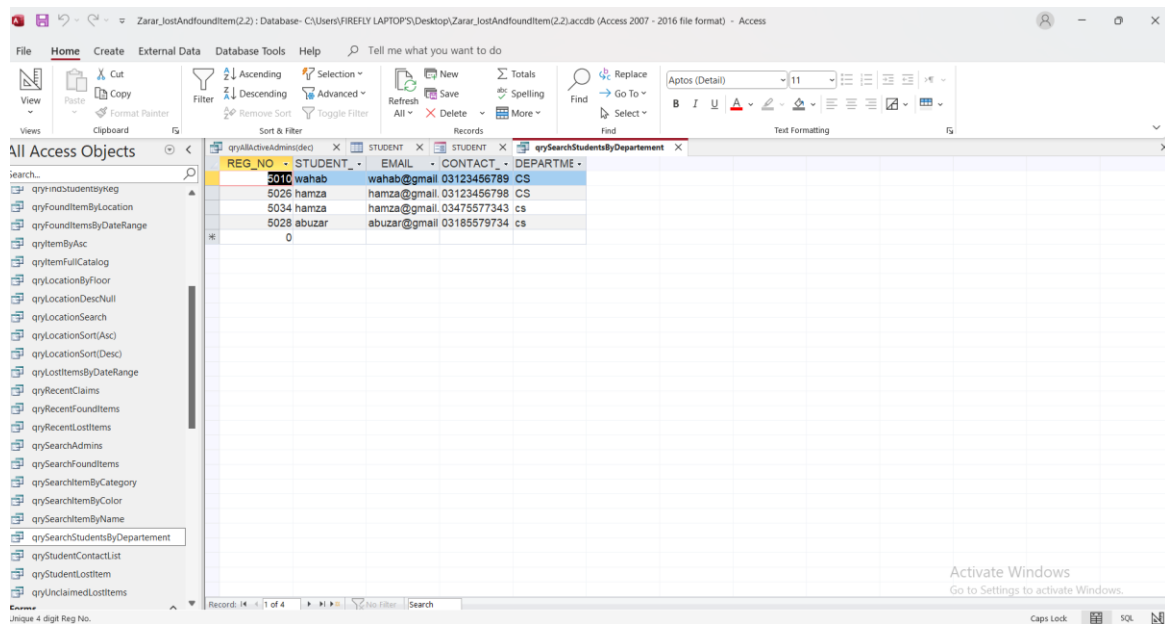 Zarar_lostAndfoundItem(2.2) : Database- C:\Users\FIREFLY LAPTOP'S\Desktop\Zarar_lostAndfoundItem(2.2).accdb (Access 2007 - 2016 file format) - Access
File Home Create External Data Database Tools Help Tell me what you want to do
Cut Ascending Selection New Totals Replace Aptos (Detail) 11
Copy Descending Advanced Save Spelling Go To
View Paste Format Painter Filter Remove Sort Toggle Filter Refresh All Delete More Find Select B I U A
Views Clipboard Sort & Filter Records Find Text Formatting
All Access Objects qryAllActiveAdmins(dec) STUDENT STUDENT qrySearchStudentsByDepartement
Search... REG_NO STUDENT_ EMAIL CONTACT_ DEPARTME
5010 wahab wahab@gmail 03123456789 CS
qryFindStudentByReg 5026 hamza hamza@gmail. 03123456798 CS
qryFoundItemByLocation 5034 hamza hamza@gmail. 03475577343 cs
qryFoundItemsByDateRange 5028 abuzar abuzar@gmail 03185579734 cs
qryItemByAsc 0
qryItemFullCatalog
qryLocationByFloor
qryLocationDescNull
qryLocationSearch
qryLocationSort(Asc)
qryLocationSort(Desc)
qryLostItemsByDateRange
qryRecentClaims
qryRecentFoundItems
qryRecentLostItems
qrySearchAdmins
qrySearchFoundItems
qrySearchItemByCategory
qrySearchItemByColor
qrySearchItemByName
qrySearchStudentsByDepartement
qryStudentContactList
qryStudentLostItem
qryUnclaimedLostItems
Forms
Activate Windows
Go to Settings to activate Windows.
Record: 1 of 4 No Filter Search
Unique 4 digit Reg No. Caps Lock SQL